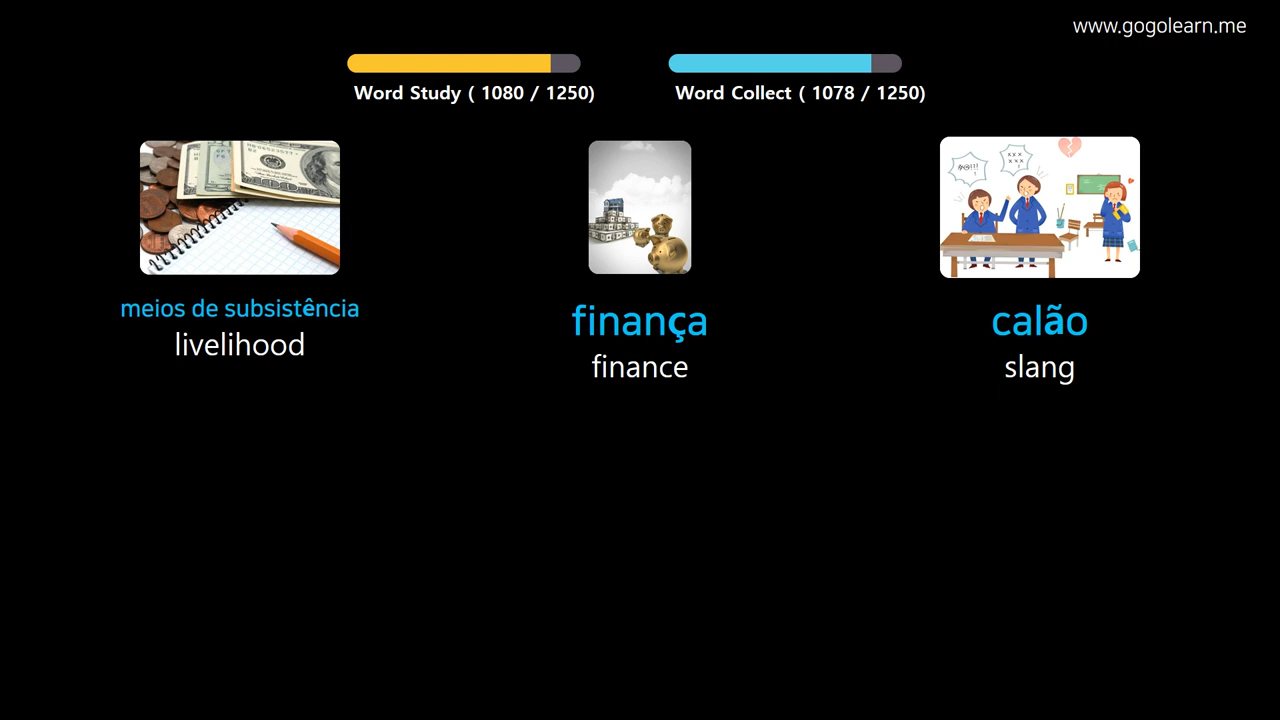 www.gogolearn.me
Word Study ( 1080 / 1250)
Word Collect ( 1078 / 1250)
meios de subsistência
livelihood
finança
finance
calão
slang